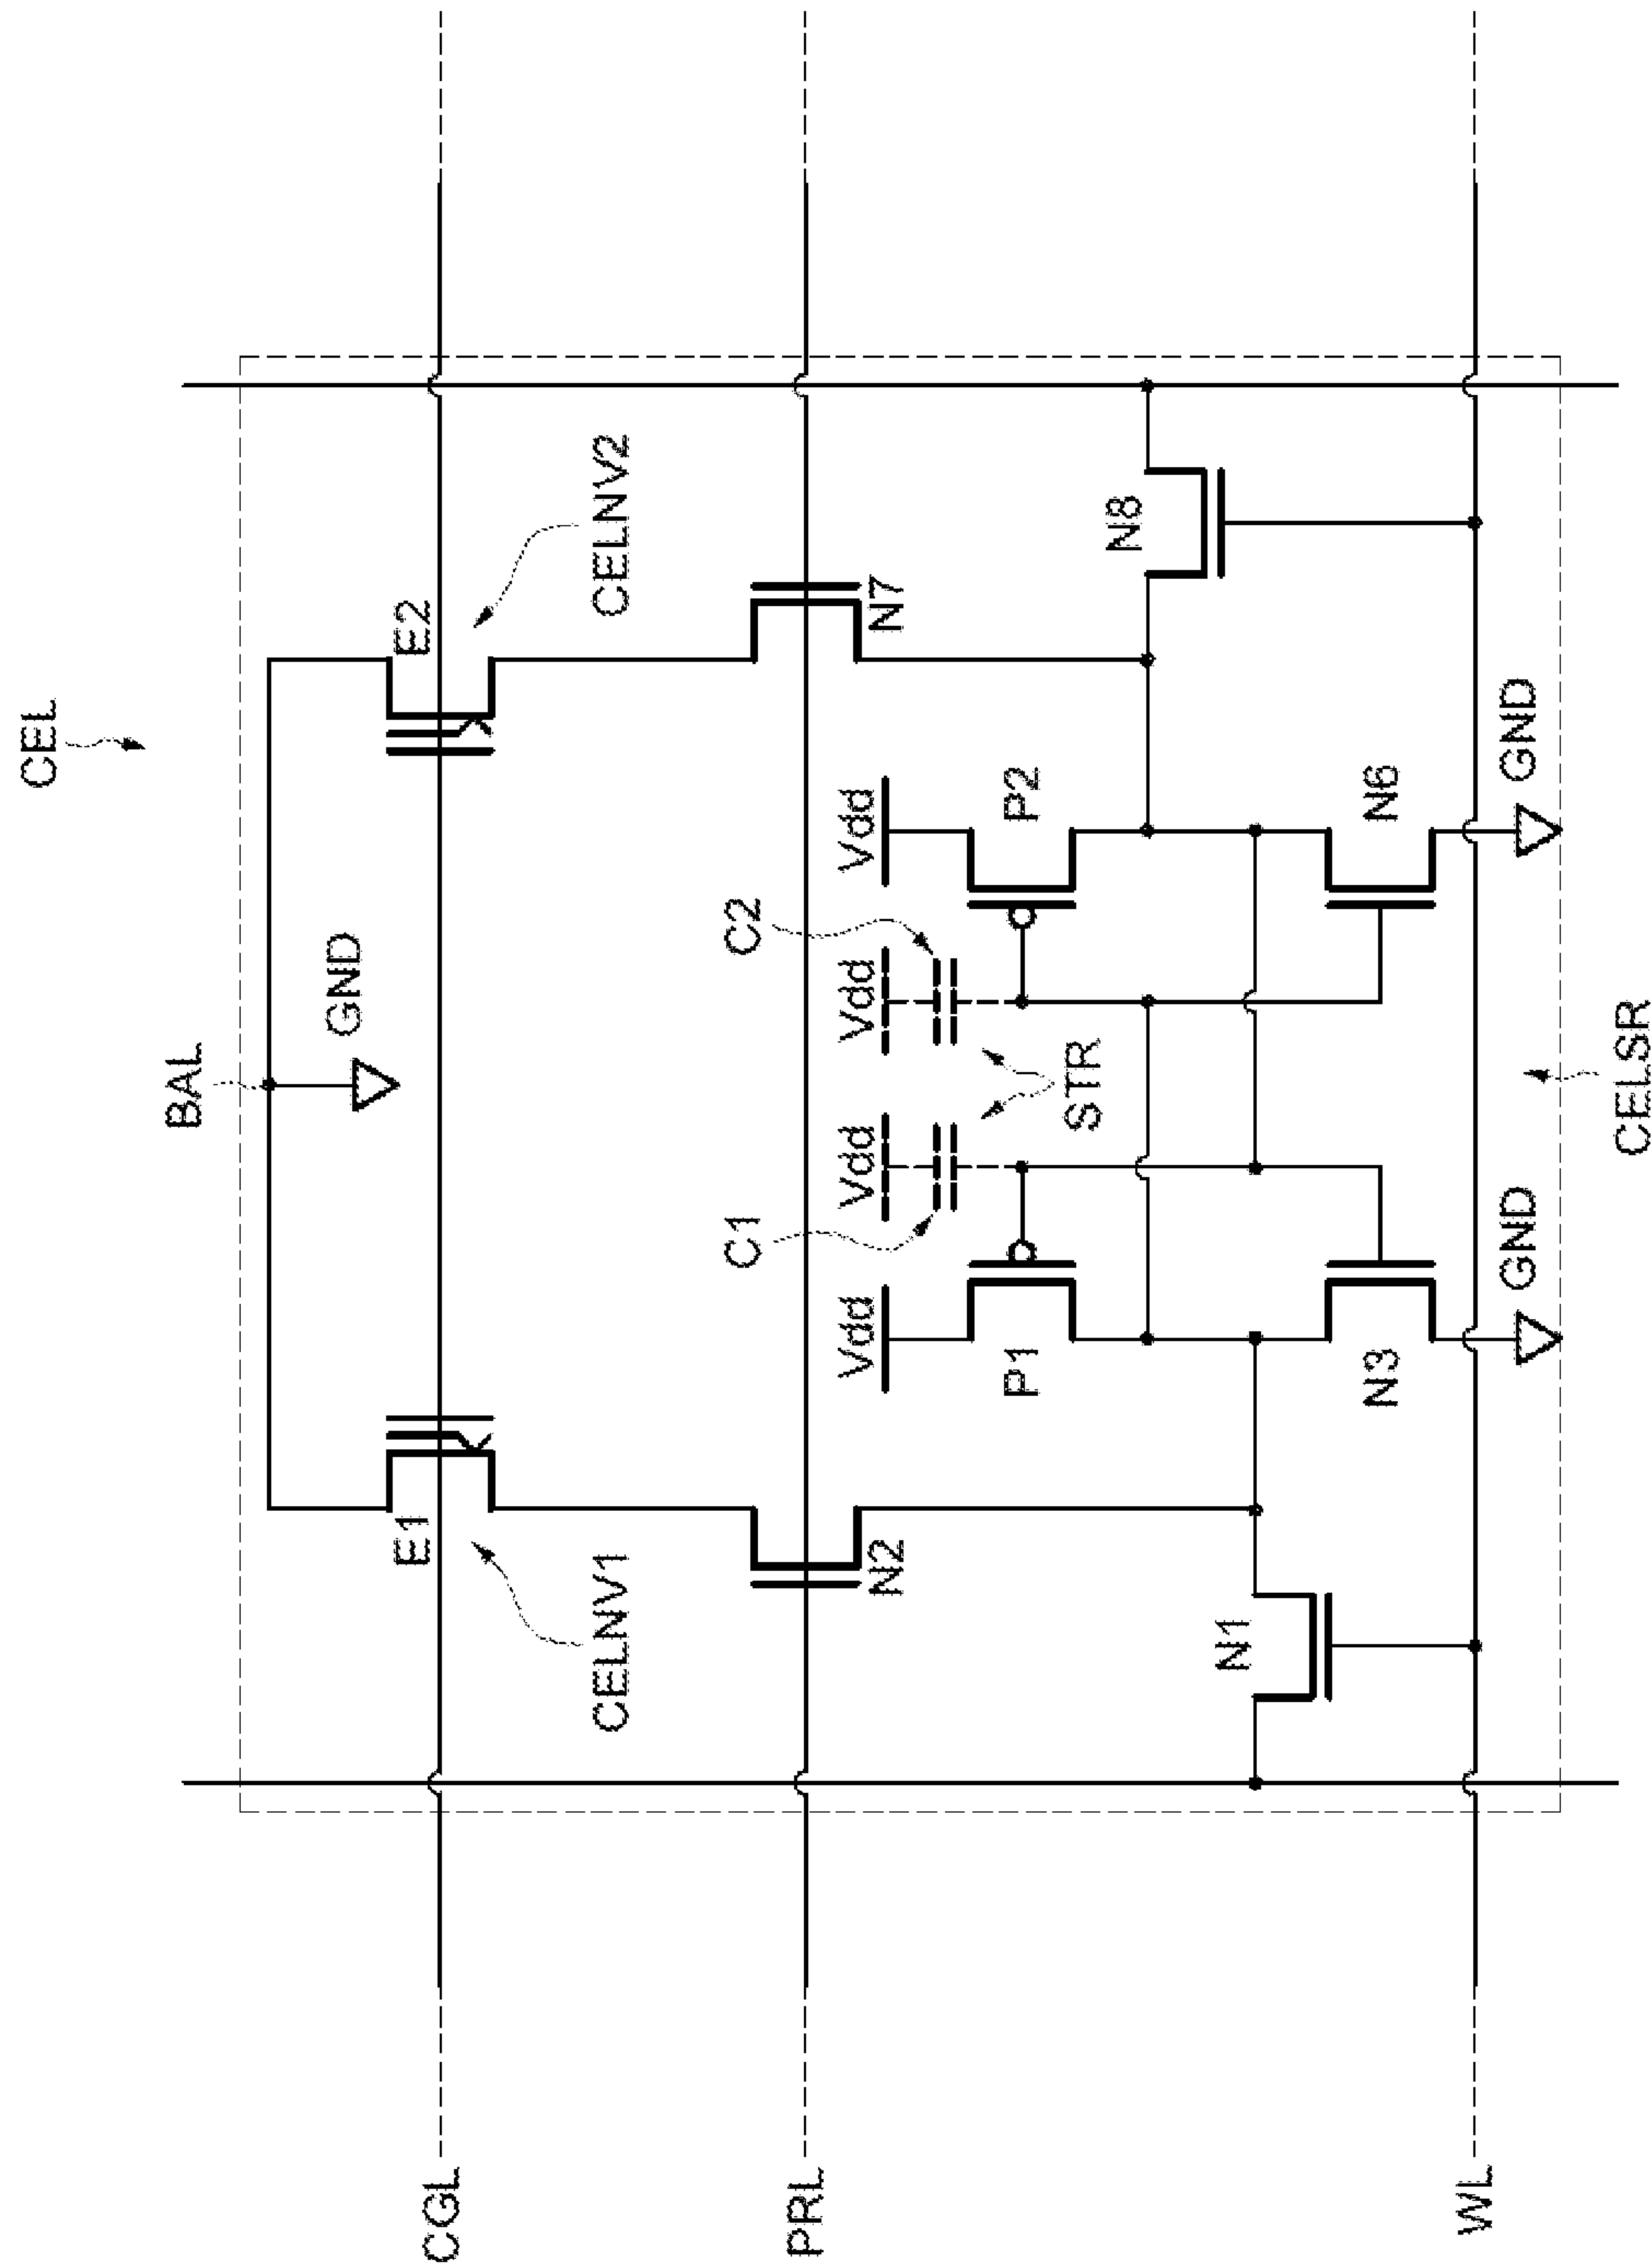 CEL
BAL
GND
E1
E2
CELNV1
CELNV2
CGL
PRL
N2
N7
C1
C2
Vdd
Vdd
Vdd
Vdd
P1
P2
STR
N1
N8
N3
N6
WL
GND
GND
CELSR